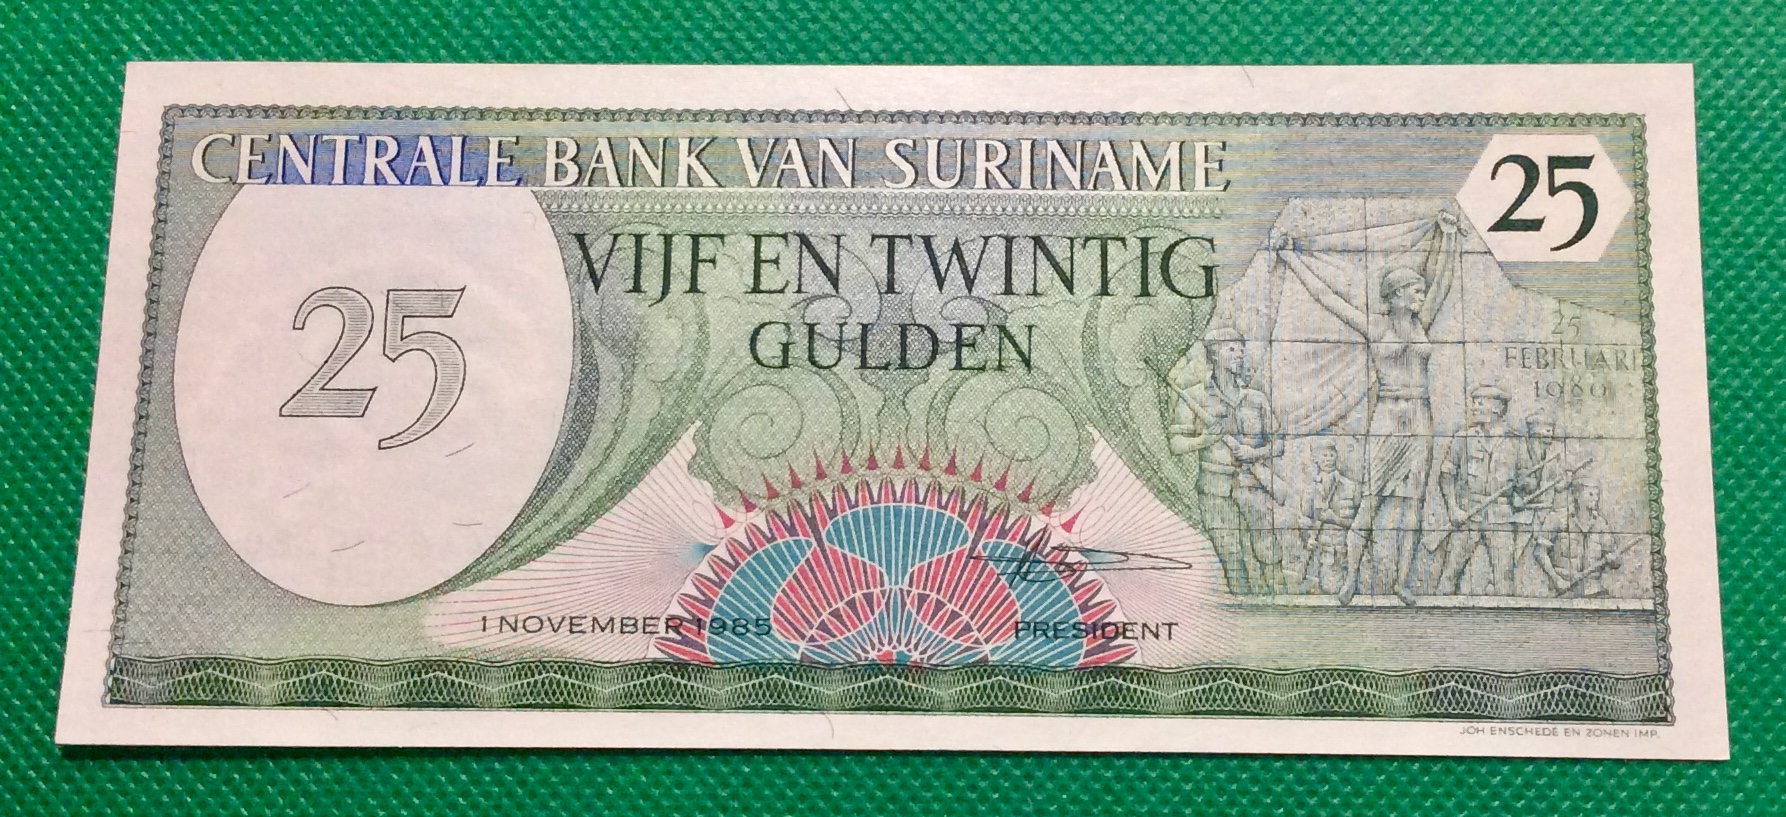 CENTRALE BANK VAN SURINAME
25
VIJF EN TWINTIG
GULDEN
25
25
FEBRUARI
1980
1 NOVEMBER 1985
PRESIDENT
JOH. ENSCHEDÉ EN ZONEN IMP.